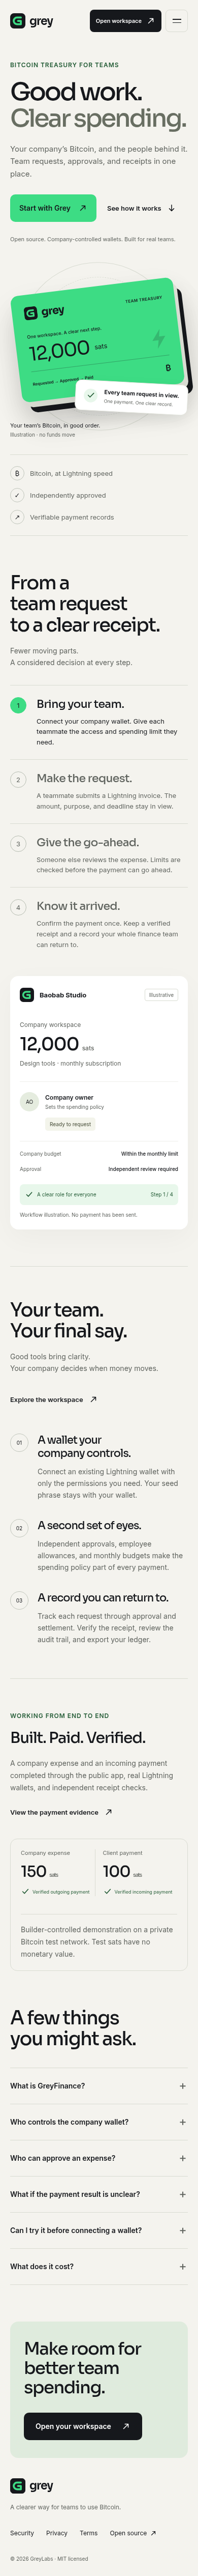 grey
Open workspace ↗
BITCOIN TREASURY FOR TEAMS
Good work.
Clear spending.
Your company's Bitcoin, and the people behind it.
Team requests, approvals, and receipts in one
place.
Start with Grey ↗
See how it works ↓
Open source. Company-controlled wallets. Built for real teams.
grey
TEAM TREASURY
One workspace. A clear next step.
12,000 sats
Requested → Approved → Paid
₿
Every team request in view.
One payment. One clear record.
Your team's Bitcoin, in good order.
Illustration · no funds move
₿ Bitcoin, at Lightning speed
✓ Independently approved
↗ Verifiable payment records
From a
team request
to a clear receipt.
Fewer moving parts.
A considered decision at every step.
1 Bring your team.
Connect your company wallet. Give each
teammate the access and spending limit they
need.
2 Make the request.
A teammate submits a Lightning invoice. The
amount, purpose, and deadline stay in view.
3 Give the go-ahead.
Someone else reviews the expense. Limits are
checked before the payment can go ahead.
4 Know it arrived.
Confirm the payment once. Keep a verified
receipt and a record your whole finance team
can return to.
Baobab Studio
Illustrative
Company workspace
12,000 sats
Design tools · monthly subscription
AO
Company owner
Sets the spending policy
Ready to request
Company budget Within the monthly limit
Approval Independent review required
✓ A clear role for everyone Step 1 / 4
Workflow illustration. No payment has been sent.
Your team.
Your final say.
Good tools bring clarity.
Your company decides when money moves.
Explore the workspace ↗
01 A wallet your
company controls.
Connect an existing Lightning wallet with
only the permissions you need. Your seed
phrase stays with your wallet.
02 A second set of eyes.
Independent approvals, employee
allowances, and monthly budgets make the
spending policy part of every payment.
03 A record you can return to.
Track each request through approval and
settlement. Verify the receipt, review the
audit trail, and export your ledger.
WORKING FROM END TO END
Built. Paid. Verified.
A company expense and an incoming payment
completed through the public app, real Lightning
wallets, and independent receipt checks.
View the payment evidence ↗
Company expense
150 sats
✓ Verified outgoing payment
Client payment
100 sats
✓ Verified incoming payment
Builder-controlled demonstration on a private
Bitcoin test network. Test sats have no
monetary value.
A few things
you might ask.
What is GreyFinance? +
Who controls the company wallet? +
Who can approve an expense? +
What if the payment result is unclear? +
Can I try it before connecting a wallet? +
What does it cost? +
Make room for
better team
spending.
Open your workspace ↗
grey
A clearer way for teams to use Bitcoin.
Security Privacy Terms Open source ↗
© 2026 GreyLabs · MIT licensed